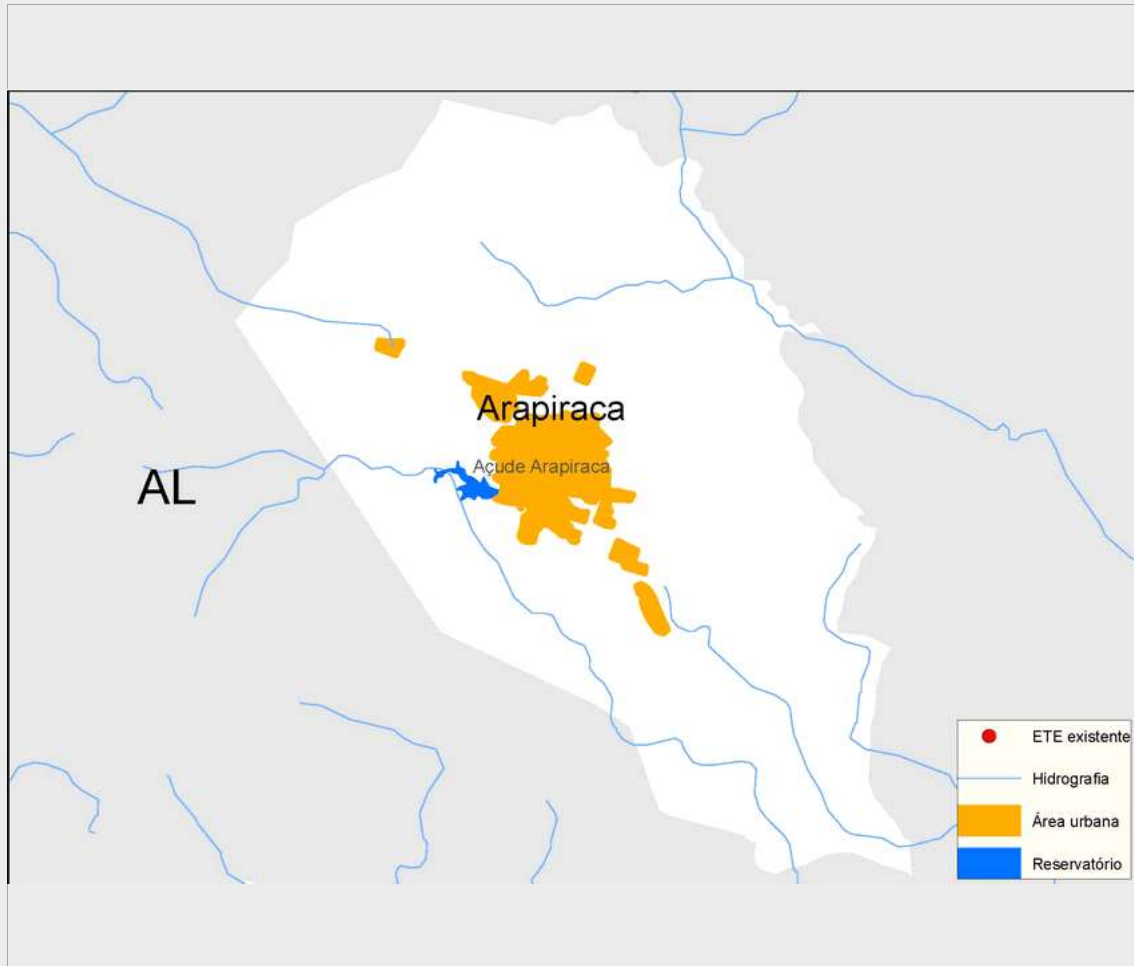 Arapiraca
Açude Arapiraca
AL
ETE existente
Hidrografia
Área urbana
Reservatório